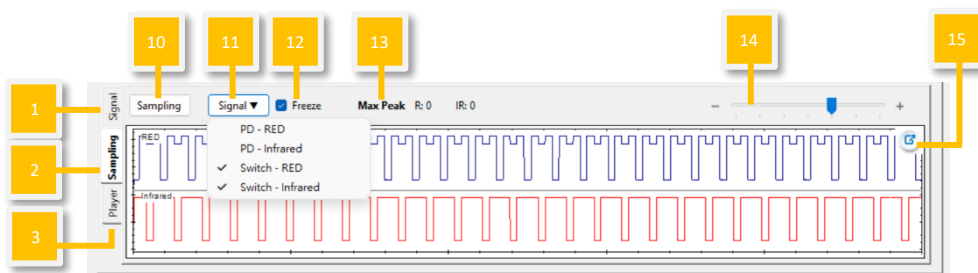 10
11
12
13
14
15
1
2
3
Signal
Sampling
Player
Sampling
Signal ▼
Freeze
Max Peak R: 0 IR: 0
− +
PD - RED
PD - Infrared
✓ Switch - RED
✓ Switch - Infrared
RED
Infrared